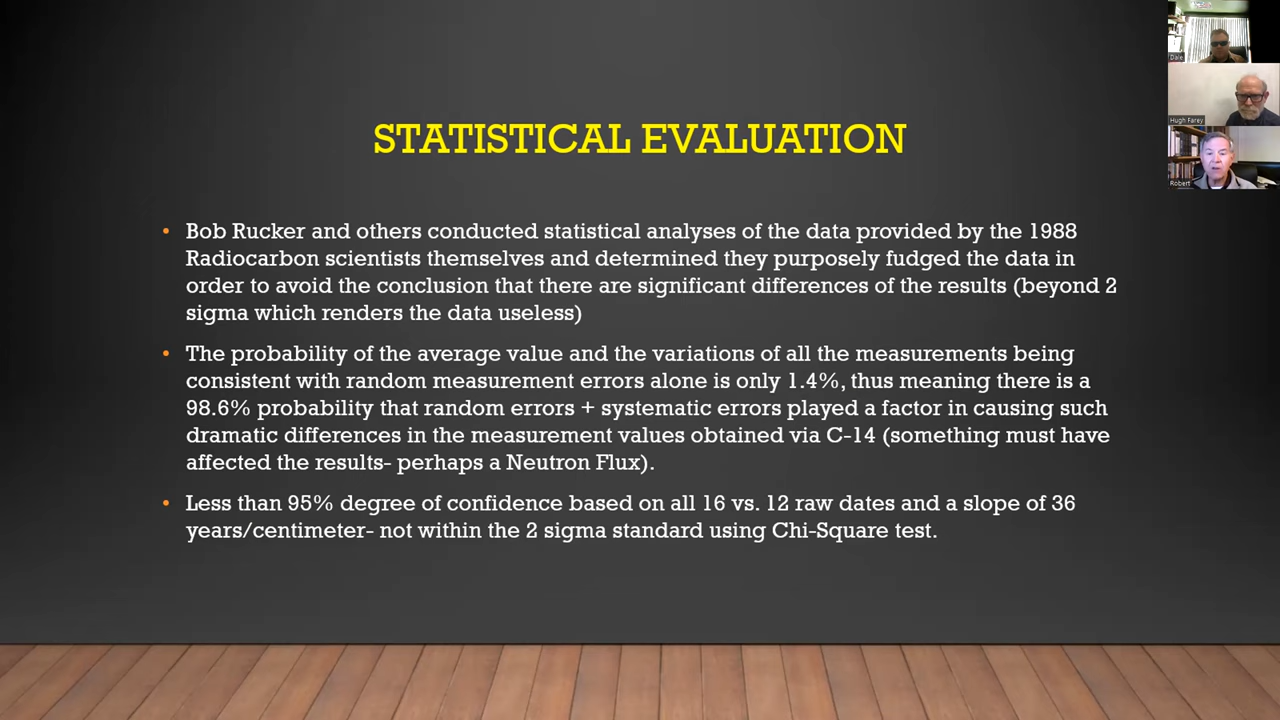 STATISTICAL EVALUATION
• Bob Rucker and others conducted statistical analyses of the data provided by the 1988
Radiocarbon scientists themselves and determined they purposely fudged the data in
order to avoid the conclusion that there are significant differences of the results (beyond 2
sigma which renders the data useless)
• The probability of the average value and the variations of all the measurements being
consistent with random measurement errors alone is only 1.4%, thus meaning there is a
98.6% probability that random errors + systematic errors played a factor in causing such
dramatic differences in the measurement values obtained via C-14 (something must have
affected the results- perhaps a Neutron Flux).
• Less than 95% degree of confidence based on all 16 vs. 12 raw dates and a slope of 36
years/centimeter- not within the 2 sigma standard using Chi-Square test.
Dale
Hugh Farey
Robert